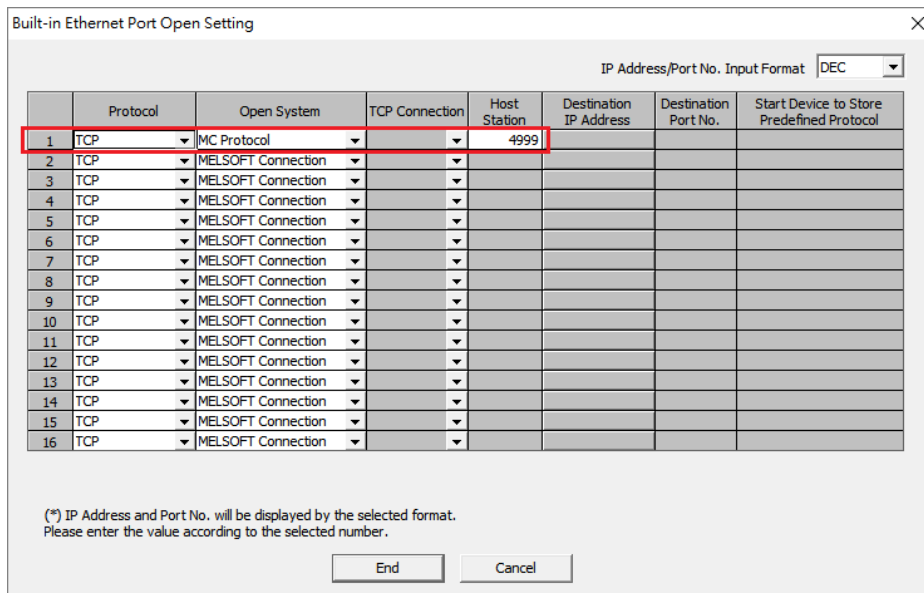 Built-in Ethernet Port Open Setting
IP Address/Port No. Input Format DEC
Protocol Open System TCP Connection Host Station Destination IP Address Destination Port No. Start Device to Store Predefined Protocol
1 TCP MC Protocol 4999
2 TCP MELSOFT Connection
3 TCP MELSOFT Connection
4 TCP MELSOFT Connection
5 TCP MELSOFT Connection
6 TCP MELSOFT Connection
7 TCP MELSOFT Connection
8 TCP MELSOFT Connection
9 TCP MELSOFT Connection
10 TCP MELSOFT Connection
11 TCP MELSOFT Connection
12 TCP MELSOFT Connection
13 TCP MELSOFT Connection
14 TCP MELSOFT Connection
15 TCP MELSOFT Connection
16 TCP MELSOFT Connection
(*) IP Address and Port No. will be displayed by the selected format.
Please enter the value according to the selected number.
End Cancel